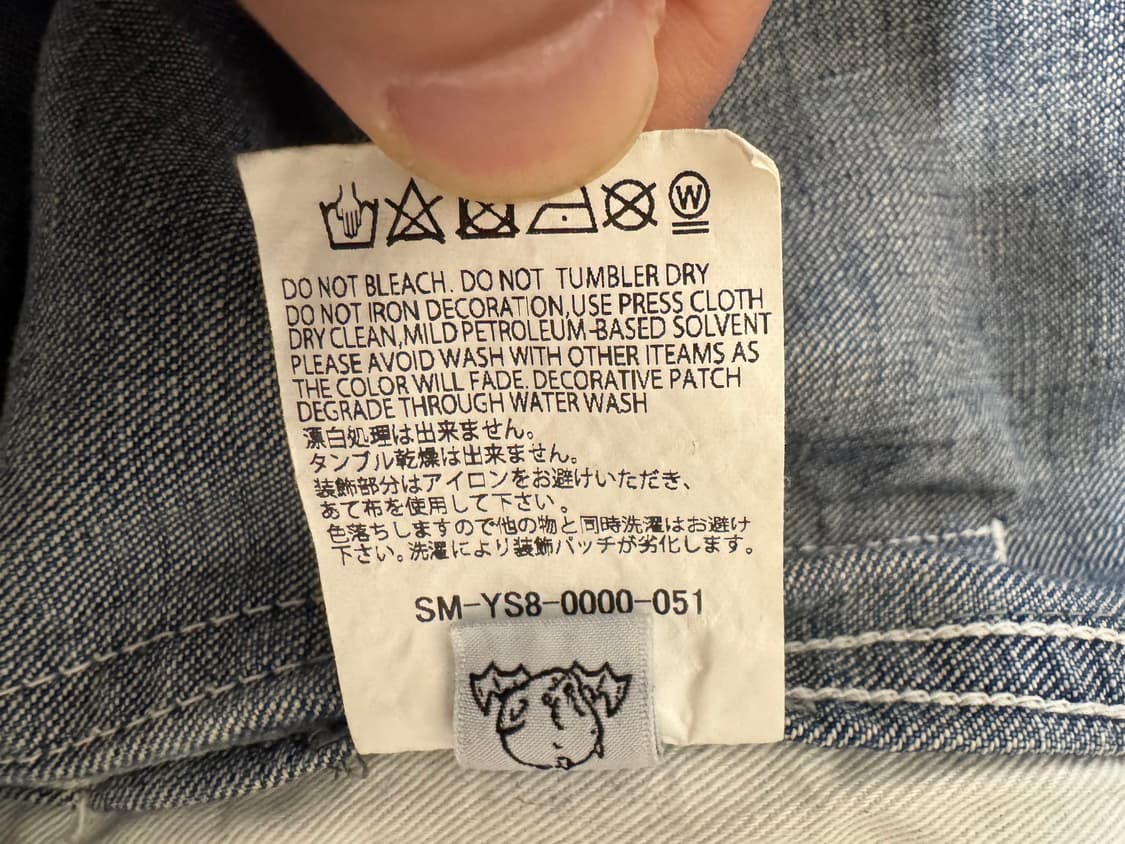 W
DO NOT BLEACH. DO NOT TUMBLER DRY
DO NOT IRON DECORATION,USE PRESS CLOTH
DRY CLEAN,MILD PETROLEUM-BASED SOLVENT
PLEASE AVOID WASH WITH OTHER ITEAMS AS
THE COLOR WILL FADE. DECORATIVE PATCH
DEGRADE THROUGH WATER WASH
漂白処理は出来ません。
タンブル乾燥は出来ません。
装飾部分はアイロンをお避けいただき、
あて布を使用して下さい。
色落ちしますので他の物と同時洗濯はお避け
下さい。洗濯により装飾パッチが劣化します。
SM-YS8-0000-051